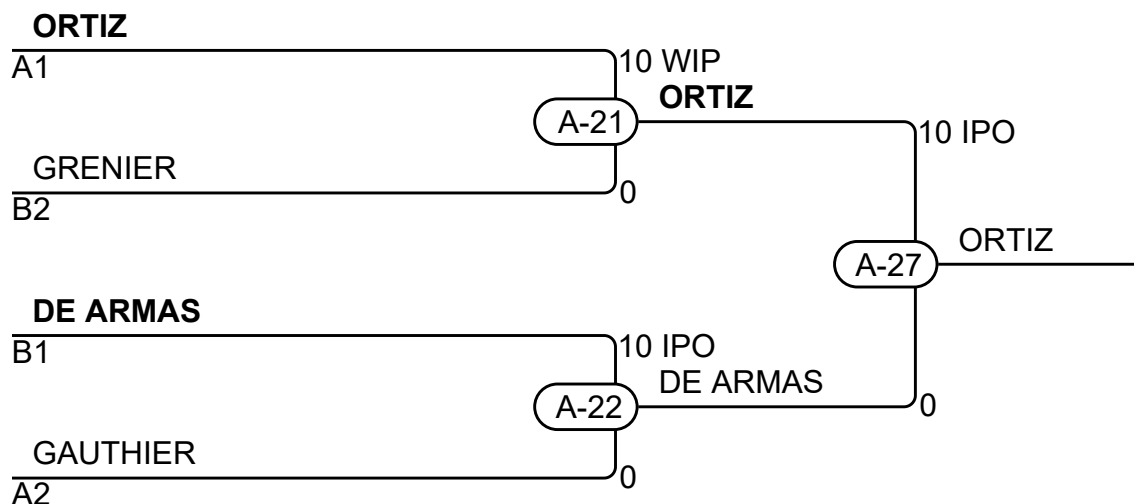 ORTIZ
A1
10 WIP
ORTIZ
A-21
10 IPO
GRENIER
B2
0
ORTIZ
A-27
DE ARMAS
B1
10 IPO
DE ARMAS
A-22
0
GAUTHIER
A2
0